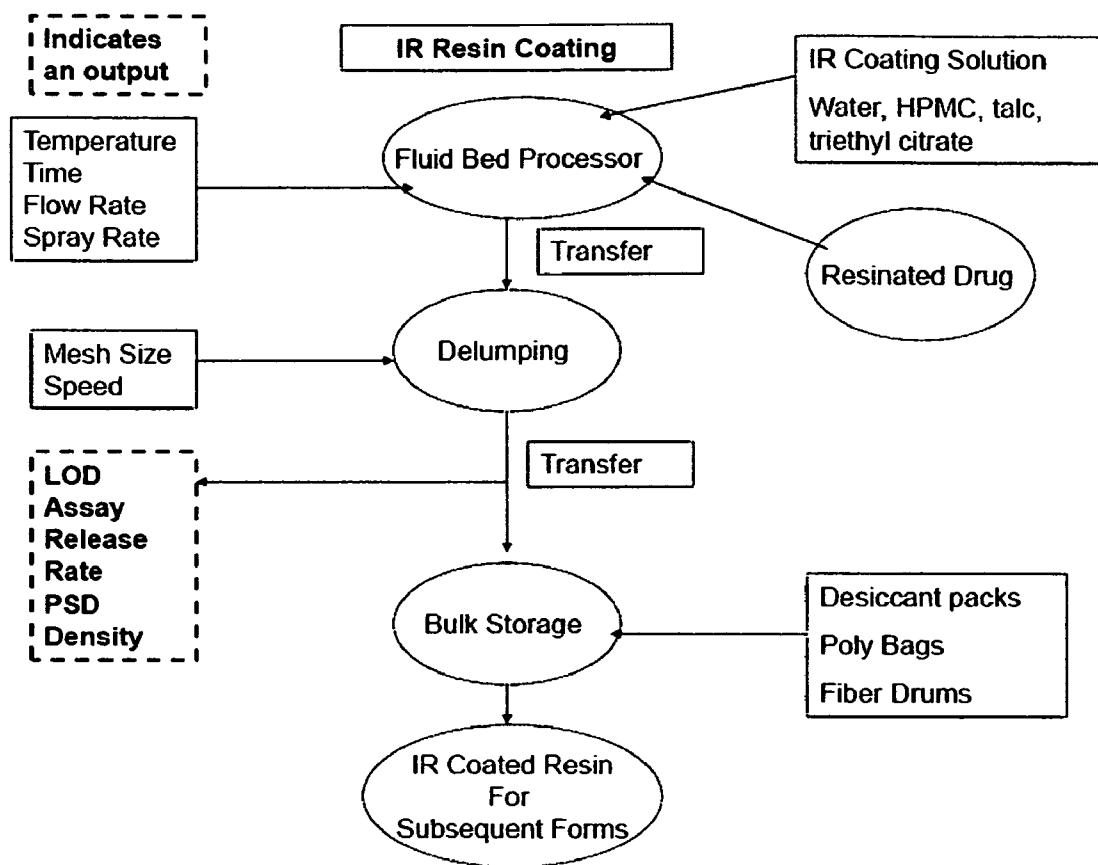 Indicates
an output
IR Resin Coating
IR Coating Solution
Water, HPMC, talc,
triethyl citrate
Temperature
Time
Flow Rate
Spray Rate
Fluid Bed Processor
Transfer
Resinated Drug
Mesh Size
Speed
Delumping
Transfer
LOD
Assay
Release
Rate
PSD
Density
Bulk Storage
Desiccant packs
Poly Bags
Fiber Drums
IR Coated Resin
For
Subsequent Forms